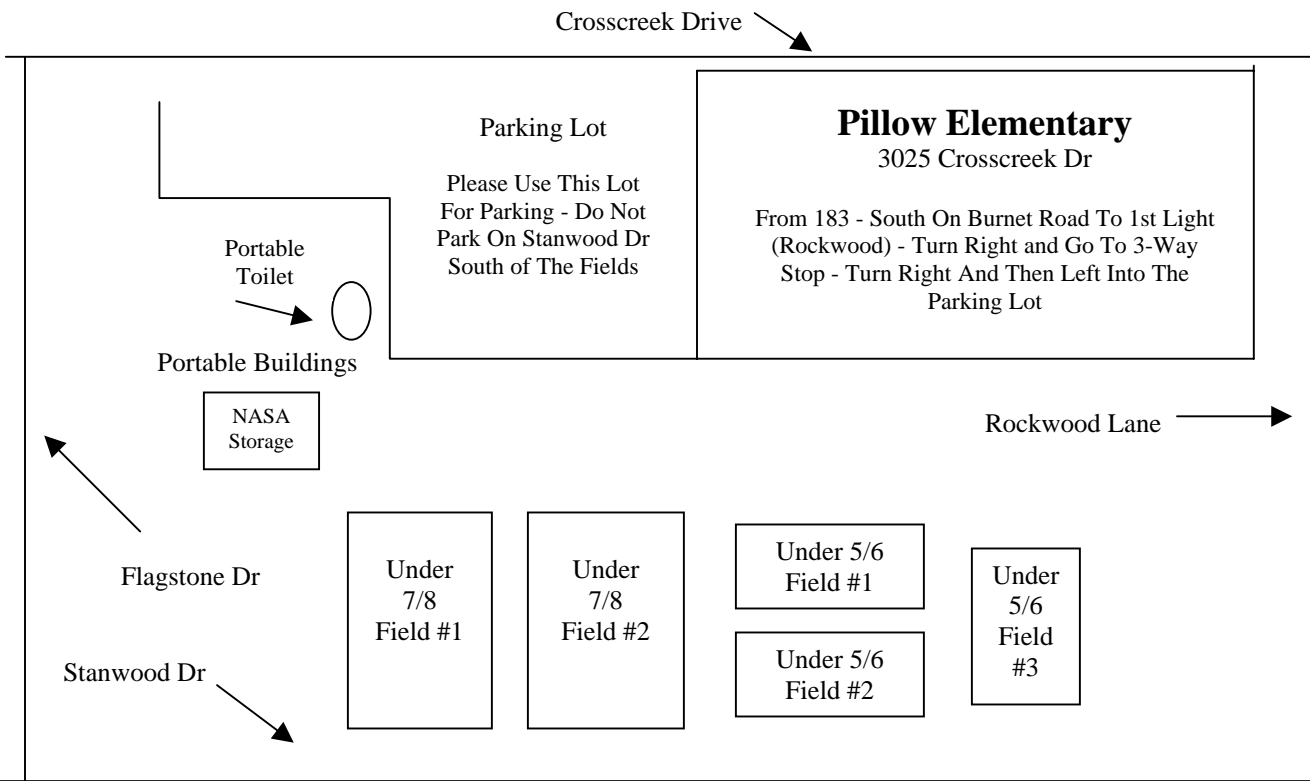 Crosscreek Drive
Parking Lot
Please Use This Lot
For Parking - Do Not
Park On Stanwood Dr
South of The Fields
Pillow Elementary
3025 Crosscreek Dr
From 183 - South On Burnet Road To 1st Light
(Rockwood) - Turn Right and Go To 3-Way
Stop - Turn Right And Then Left Into The
Parking Lot
Portable
Toilet
Portable Buildings
NASA
Storage
Rockwood Lane
Flagstone Dr
Under
7/8
Field #1
Under
7/8
Field #2
Under 5/6
Field #1
Under 5/6
Field #2
Under
5/6
Field
#3
Stanwood Dr